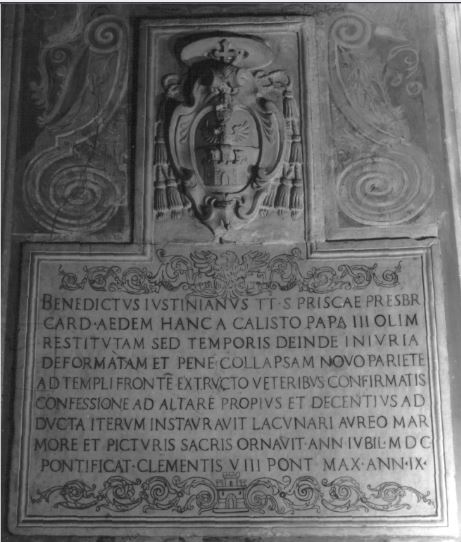 BENEDICTVS IVSTINIANVS TT·S·PRISCAE PRESBR
CARD·AEDEM HANC A CALISTO PAPA III OLIM
RESTITVTAM SED TEMPORIS DEINDE INIVRIA
DEFORMATAM ET PENE COLLAPSAM NOVO PARIETE
AD TEMPLI FRONTĒ EXTRVCTO VETERIBVS CONFIRMATIS
CONFESSIONE AD ALTARE PROPIVS ET DECENTIVS AD
DVCTA ITERVM INSTAVRAVIT LACVNARI AVREO MAR
MORE ET PICTVRIS SACRIS ORNAVIT·ANN·IVBIL·M D C
PONTIFICAT·CLEMENTIS VIII PONT MAX·ANN·IX·